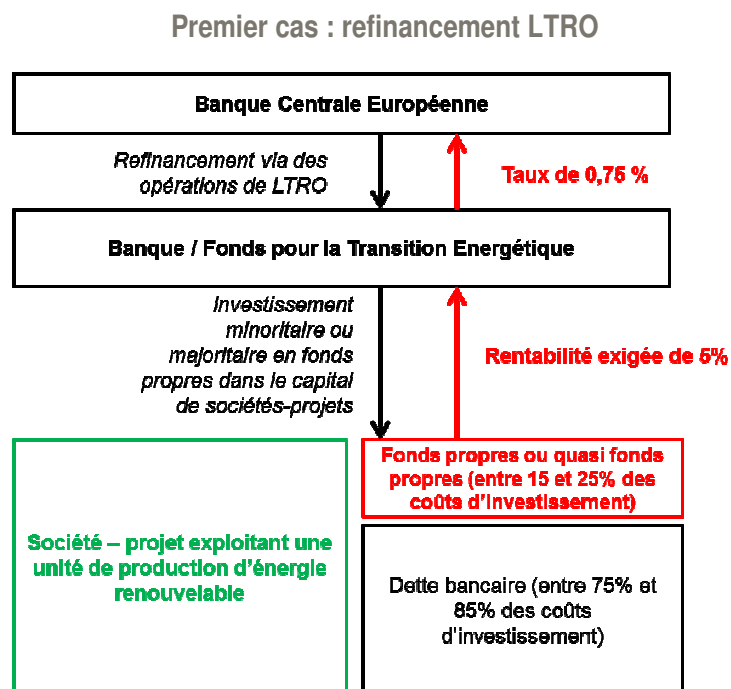 Premier cas : refinancement LTRO
Banque Centrale Européenne
Refinancement via des
opérations de LTRO
Taux de 0,75 %
Banque / Fonds pour la Transition Energétique
Investissement
minoritaire ou
majoritaire en fonds
propres dans le capital
de sociétés-projets
Rentabilité exigée de 5%
Fonds propres ou quasi fonds
propres (entre 15 et 25% des
coûts d'investissement)
Société – projet exploitant une
unité de production d'énergie
renouvelable
Dette bancaire (entre 75% et
85% des coûts
d'investissement)